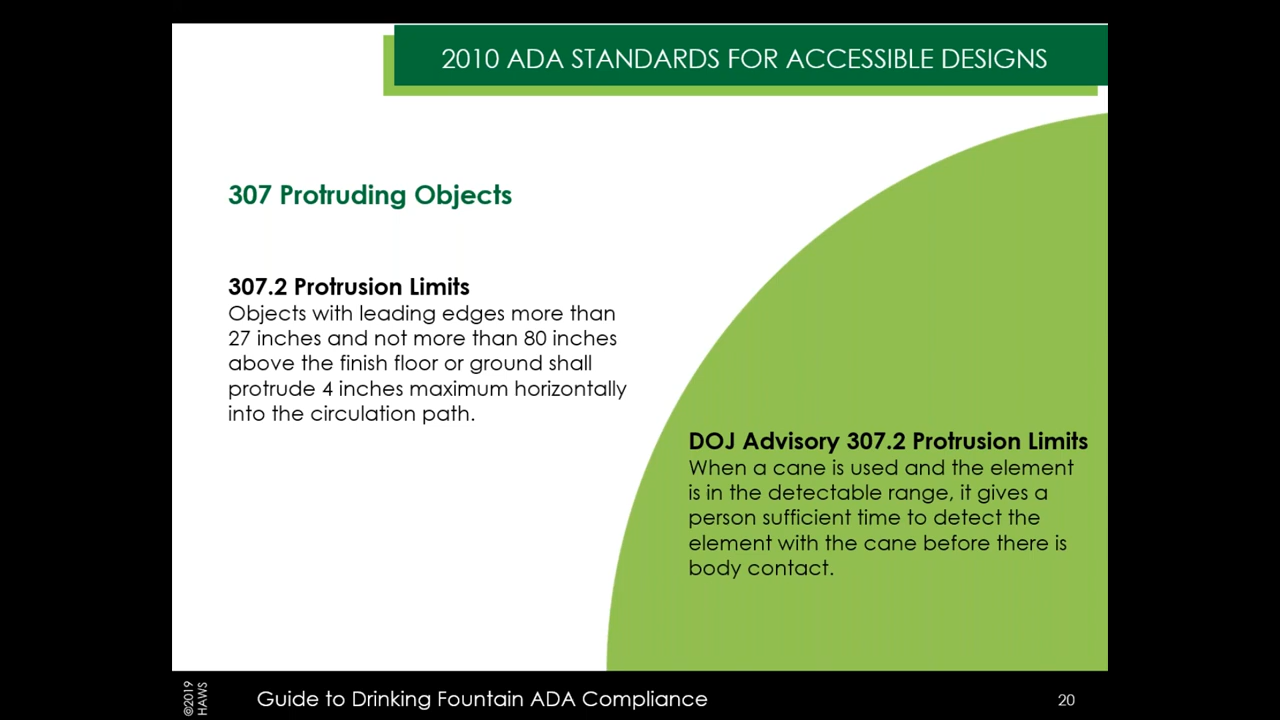 2010 ADA STANDARDS FOR ACCESSIBLE DESIGNS
307 Protruding Objects
307.2 Protrusion Limits
Objects with leading edges more than
27 inches and not more than 80 inches
above the finish floor or ground shall
protrude 4 inches maximum horizontally
into the circulation path.
DOJ Advisory 307.2 Protrusion Limits
When a cane is used and the element
is in the detectable range, it gives a
person sufficient time to detect the
element with the cane before there is
body contact.
©2019
HAWS
Guide to Drinking Fountain ADA Compliance
20